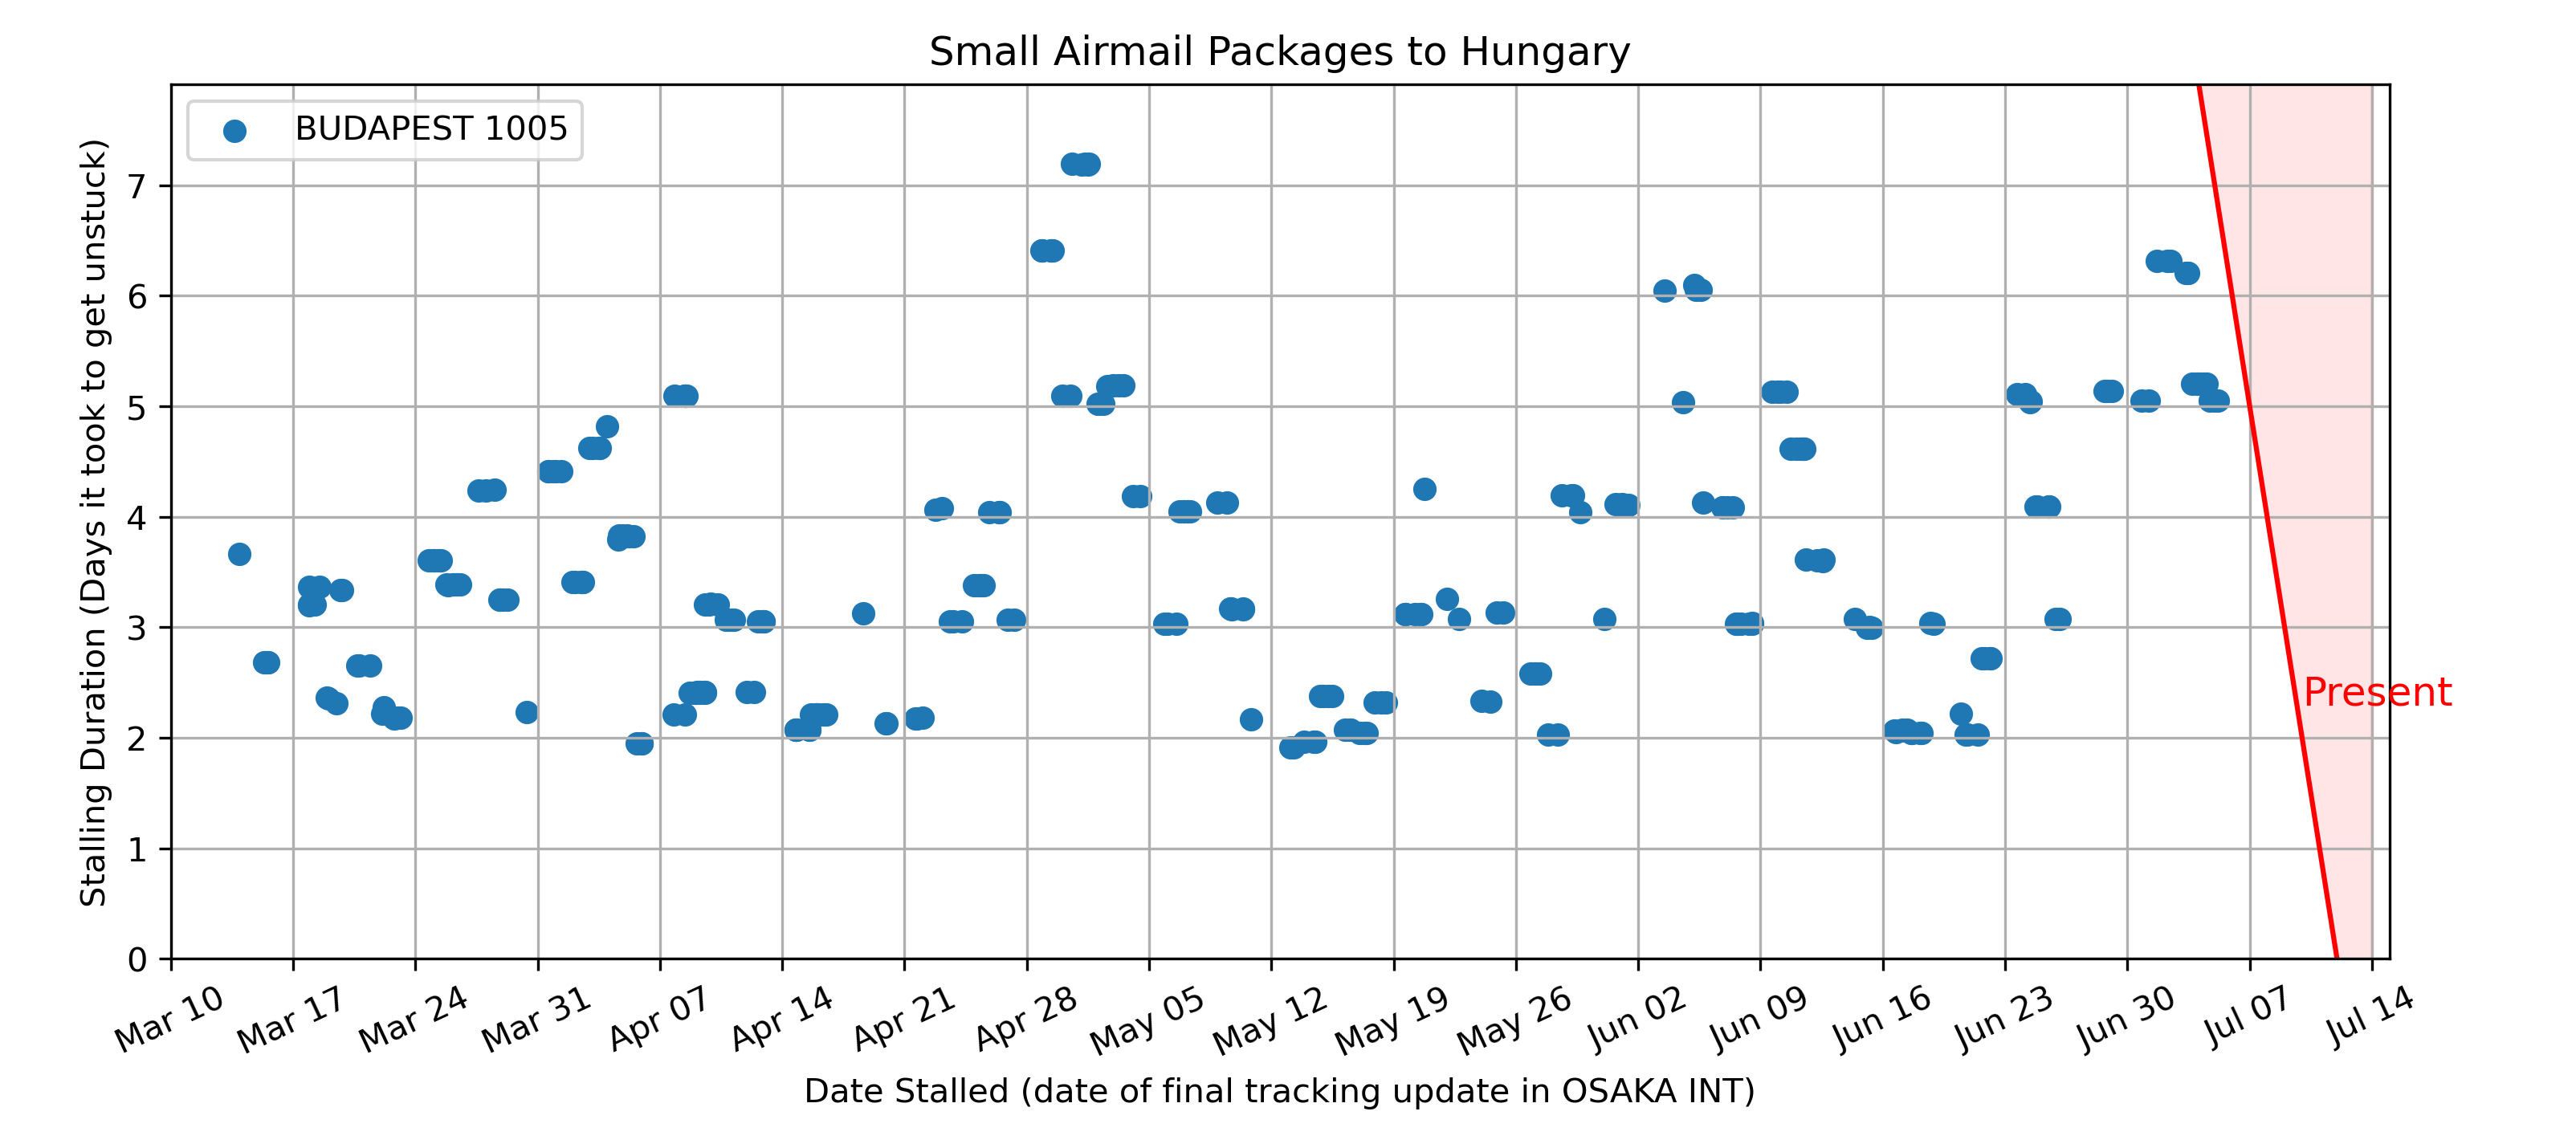 Small Airmail Packages to Hungary
BUDAPEST 1005
Stalling Duration (Days it took to get unstuck)
7
6
5
4
3
2
1
0
Present
Mar 10 Mar 17 Mar 24 Mar 31 Apr 07 Apr 14 Apr 21 Apr 28 May 05 May 12 May 19 May 26 Jun 02 Jun 09 Jun 16 Jun 23 Jun 30 Jul 07 Jul 14
Date Stalled (date of final tracking update in OSAKA INT)